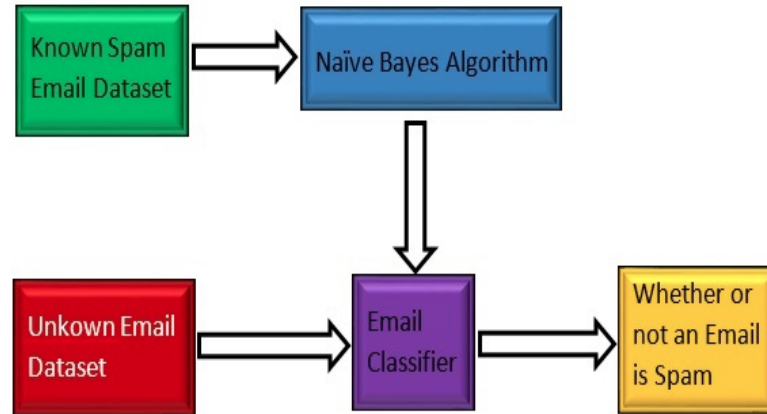 Known Spam
Email Dataset
Naïve Bayes Algorithm
Unkown Email
Dataset
Email
Classifier
Whether or
not an Email
is Spam